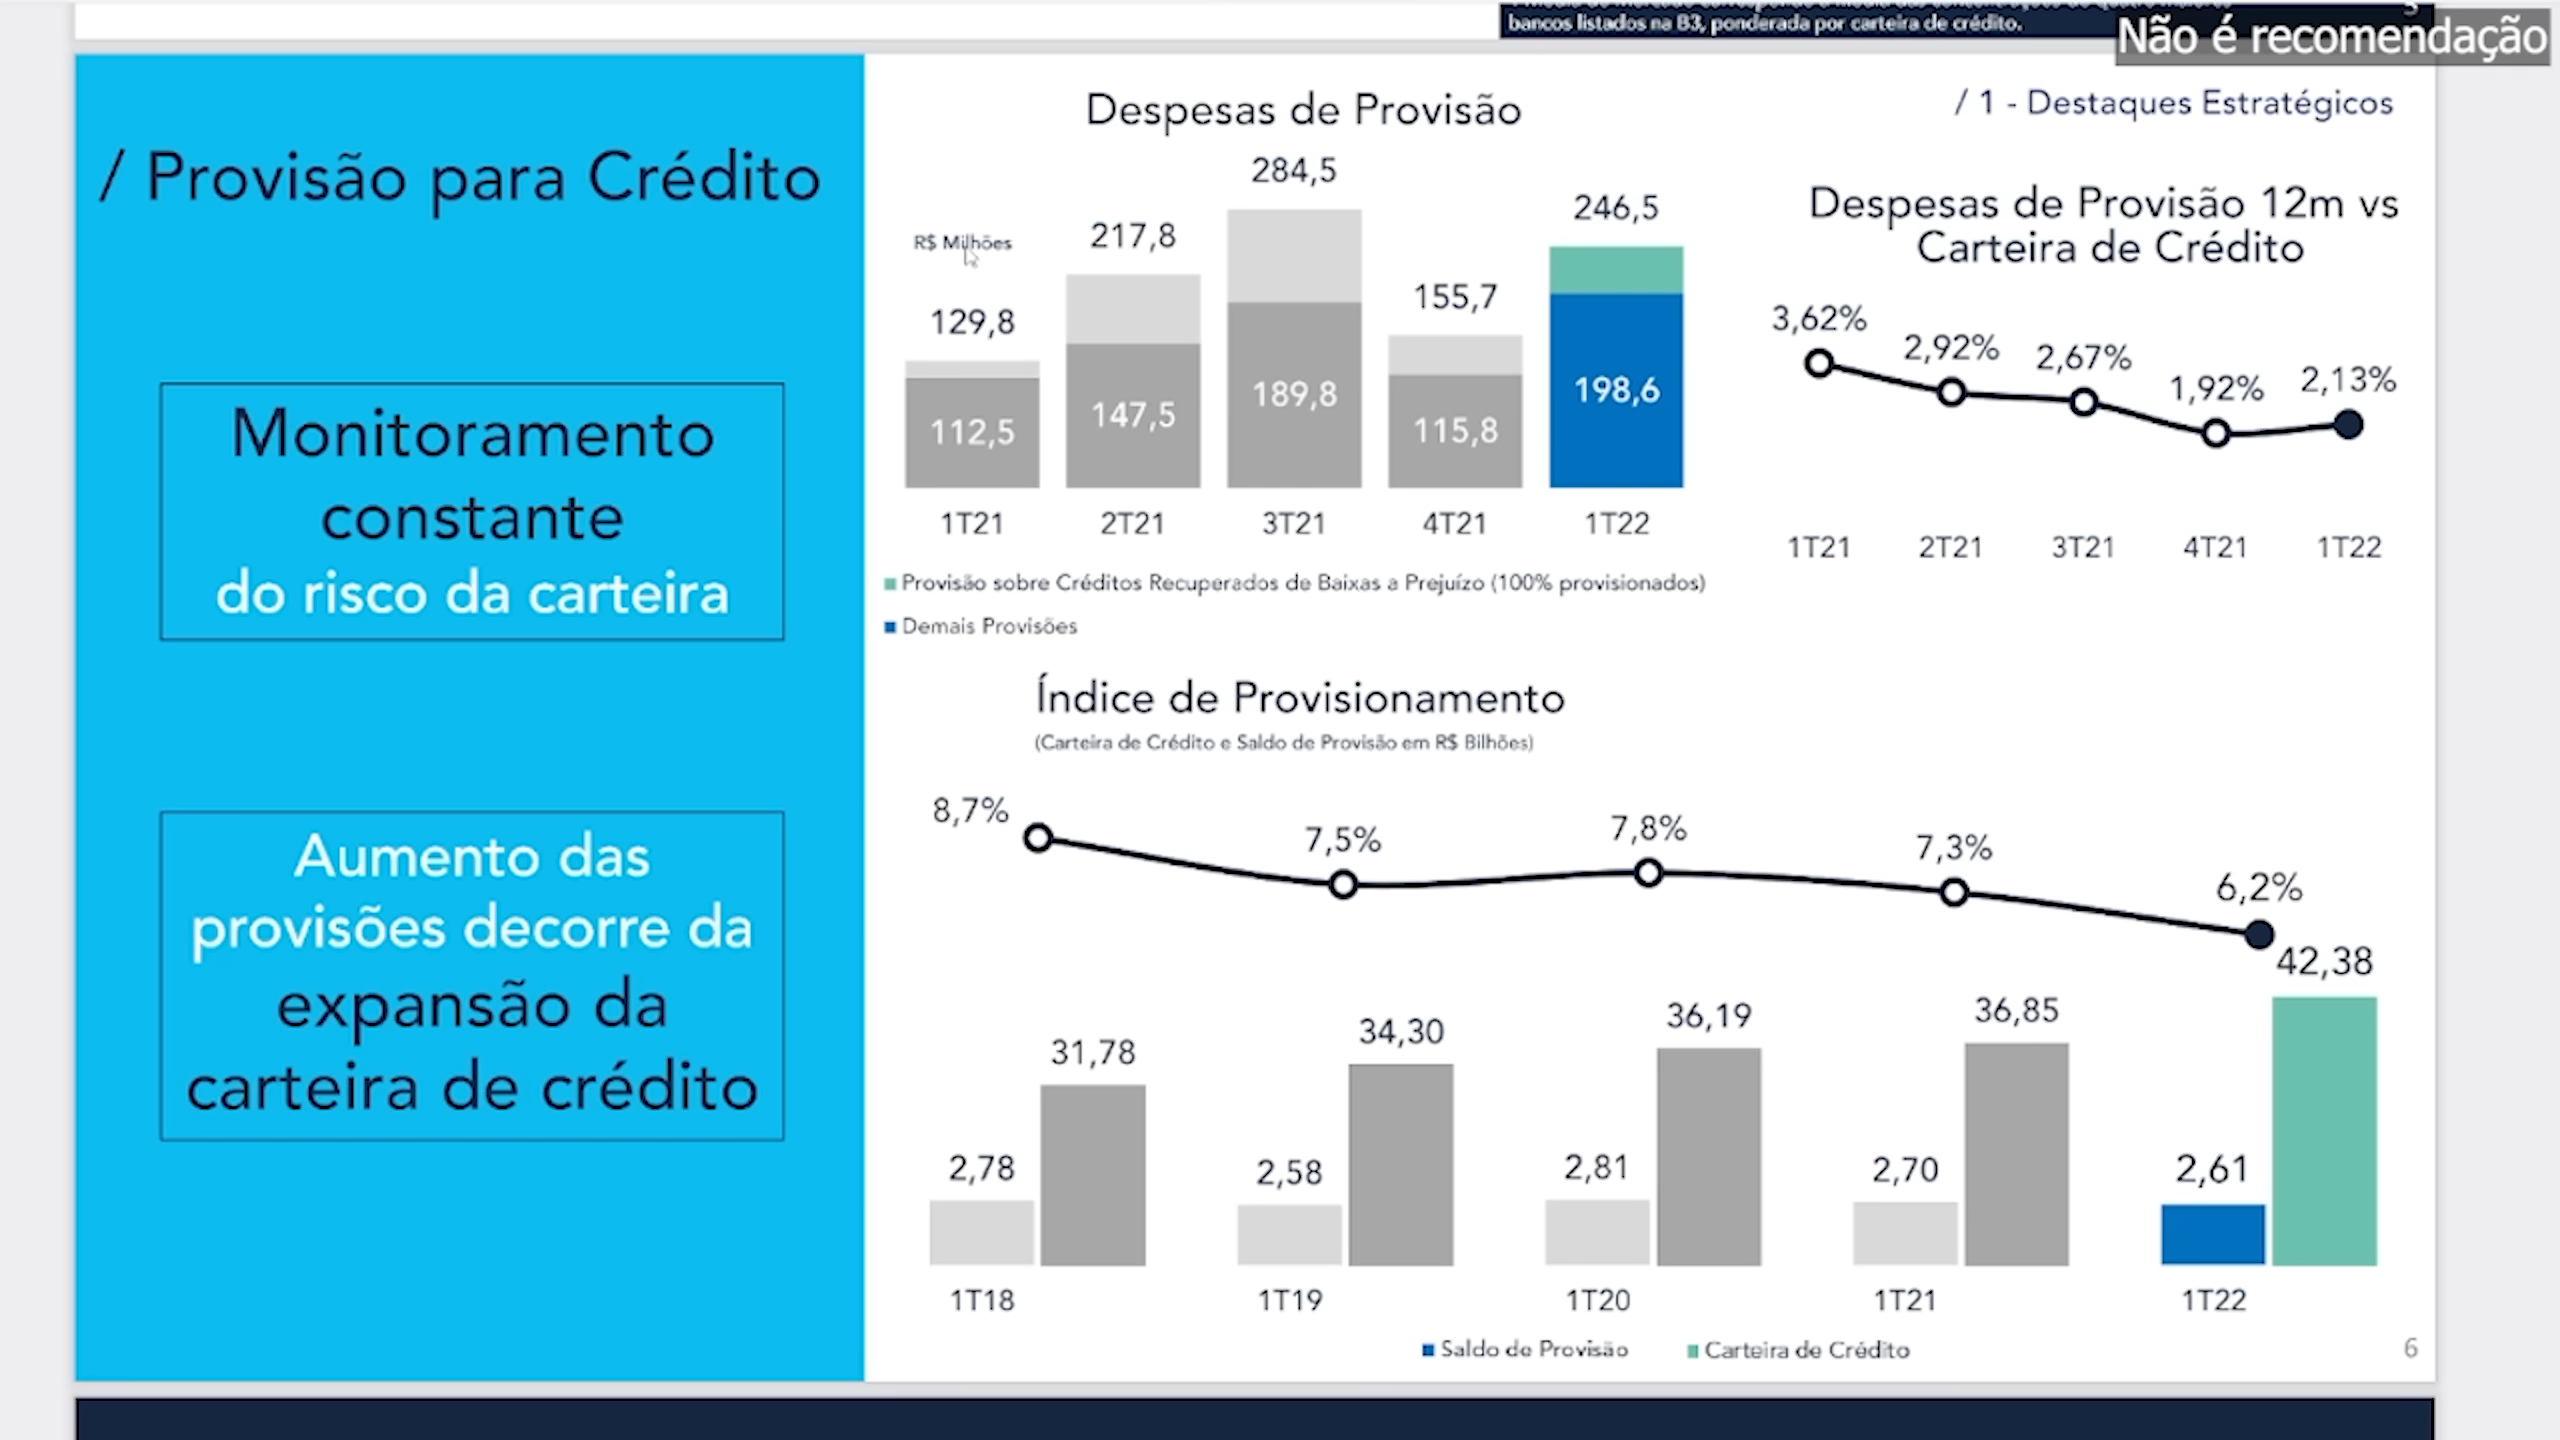 bancos listados na B3, ponderada por carteira de crédito.
Não é recomendação
/ Provisão para Crédito
Monitoramento
constante
do risco da carteira
Aumento das
provisões decorre da
expansão da
carteira de crédito
/ 1 - Destaques Estratégicos
Despesas de Provisão
R$ Milhões
129,8
217,8
284,5
155,7
246,5
112,5
147,5
189,8
115,8
198,6
1T21
2T21
3T21
4T21
1T22
Provisão sobre Créditos Recuperados de Baixas a Prejuízo (100% provisionados)
Demais Provisões
Despesas de Provisão 12m vs
Carteira de Crédito
3,62%
2,92%
2,67%
1,92%
2,13%
1T21
2T21
3T21
4T21
1T22
Índice de Provisionamento
(Carteira de Crédito e Saldo de Provisão em R$ Bilhões)
8,7%
7,5%
7,8%
7,3%
6,2%
2,78
31,78
2,58
34,30
2,81
36,19
2,70
36,85
2,61
42,38
1T18
1T19
1T20
1T21
1T22
Saldo de Provisão
Carteira de Crédito
6